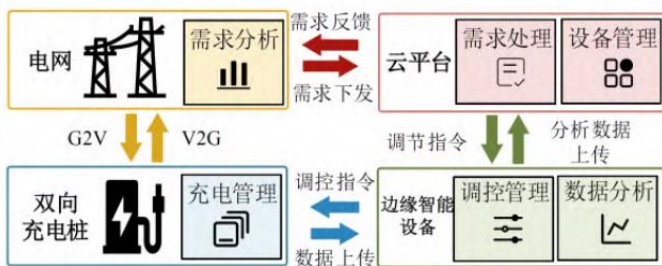 需求反馈
需求分析
需求处理
设备管理
电网
云平台
需求下发
G2V
V2G
调节指令
分析数据
上传
充电管理
调控指令
调控管理
数据分析
双向
充电桩
边缘智能
设备
数据上传